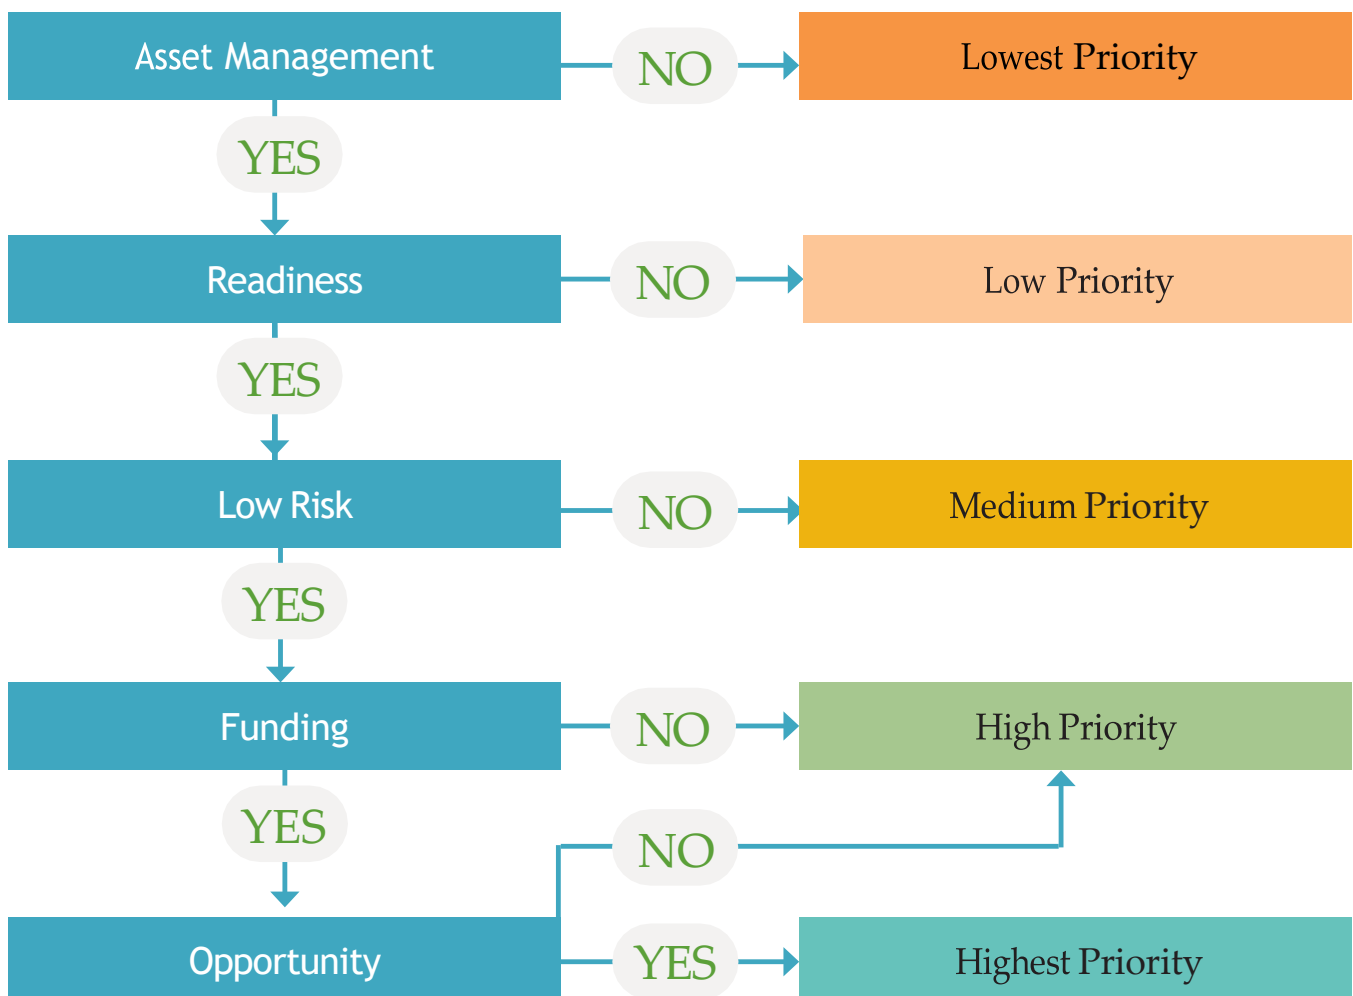 Asset Management
NO
Lowest Priority
YES
Readiness
NO
Low Priority
YES
Low Risk
NO
Medium Priority
YES
Funding
NO
High Priority
YES
NO
Opportunity
YES
Highest Priority